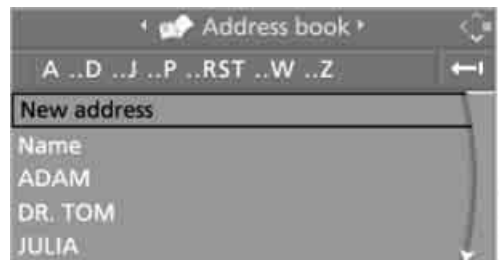 Address book
A ..D ..J ..P ..RST ..W ..Z
New address
Name
ADAM
DR. TOM
JULIA